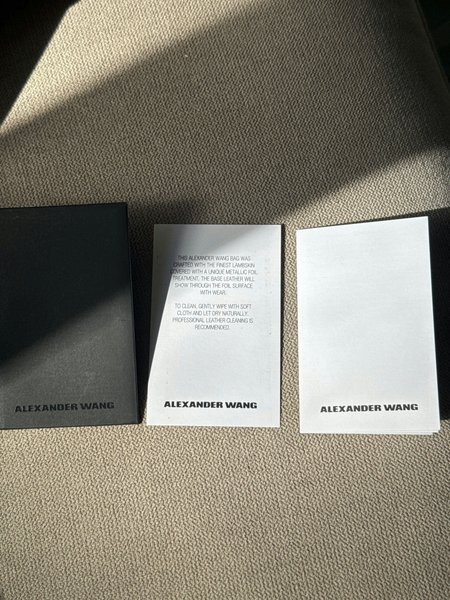 THIS ALEXANDER WANG BAG WAS
CRAFTED WITH THE FINEST LAMBSKIN
COVERED WITH A UNIQUE METALLIC FOIL
TREATMENT. THE BASE LEATHER WILL
SHOW THROUGH THE FOIL SURFACE
WITH WEAR.
TO CLEAN, GENTLY WIPE WITH SOFT
CLOTH AND LET DRY NATURALLY.
PROFESSIONAL LEATHER CLEANING IS
RECOMMENDED.
ALEXANDER WANG
ALEXANDER WANG
ALEXANDER WANG